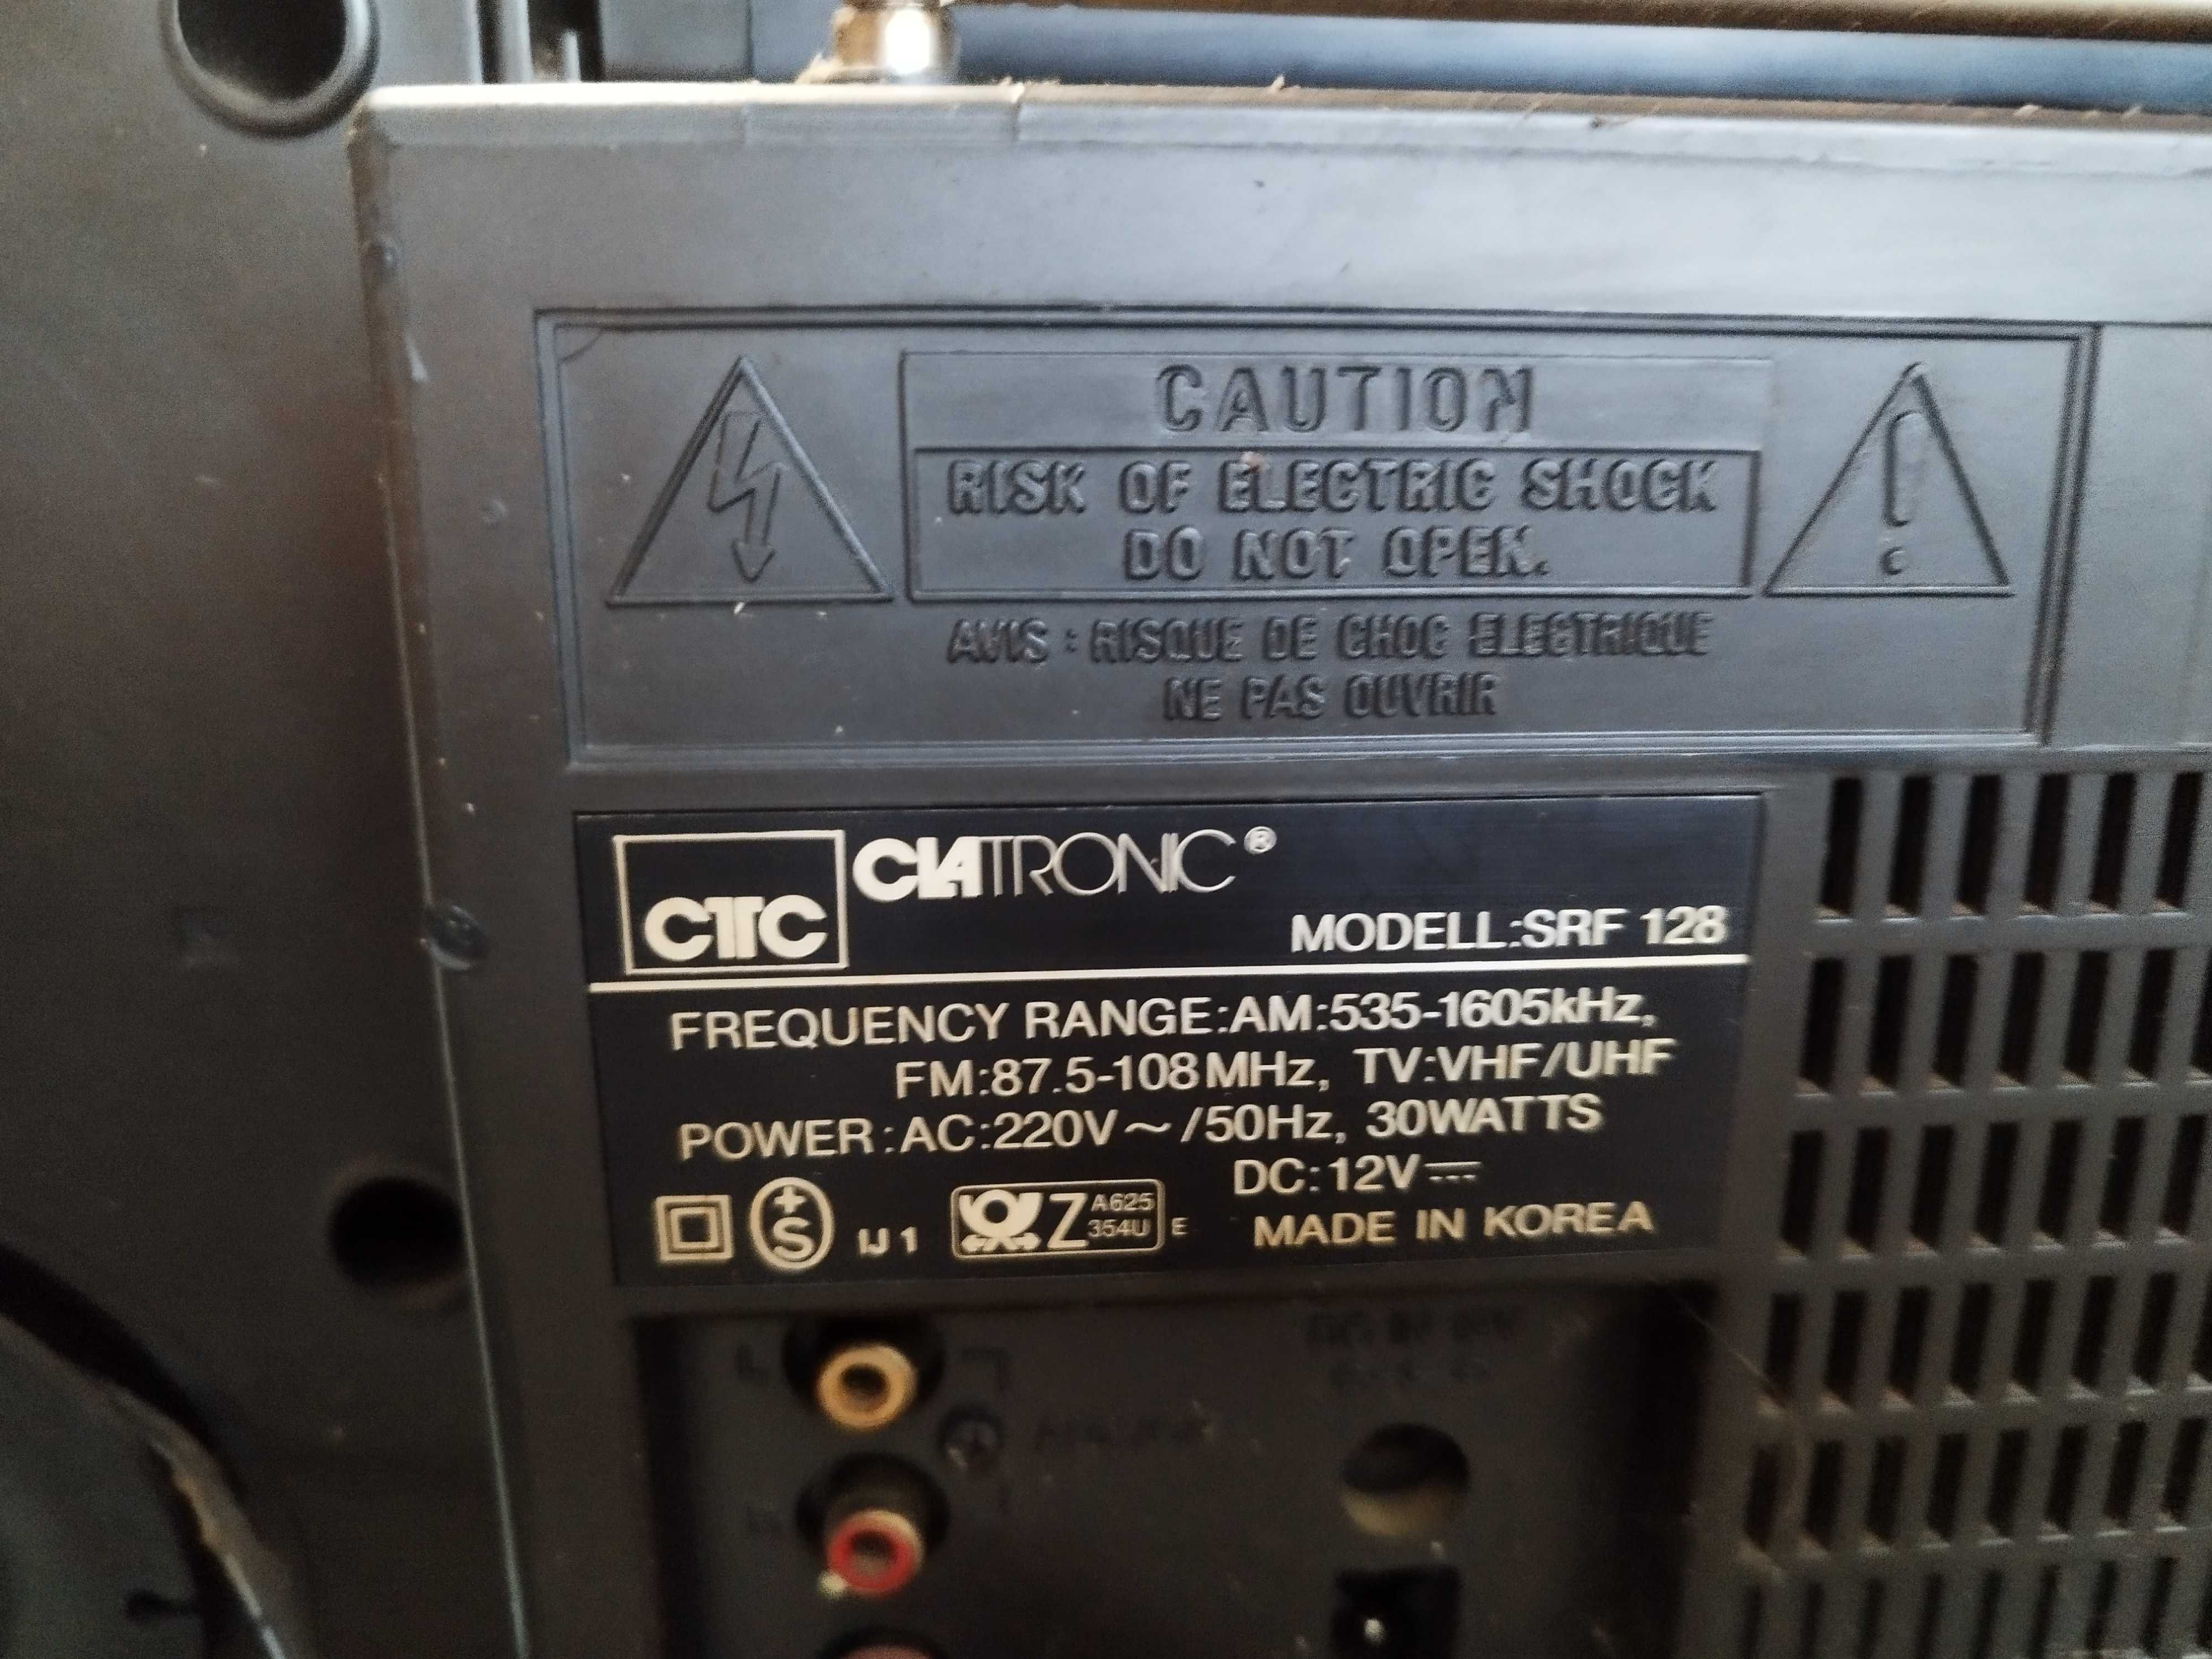 CAUTION
RISK OF ELECTRIC SHOCK
DO NOT OPEN.
AVIS : RISQUE DE CHOC ELECTRIQUE
NE PAS OUVRIR
CTC CLATRONIC®
MODELL:SRF 128
FREQUENCY RANGE:AM:535-1605kHz,
FM:87.5-108MHz, TV:VHF/UHF
POWER:AC:220V~/50Hz, 30WATTS
DC:12V⎓
+
S
IJ 1
Z A625
354U E
MADE IN KOREA
L